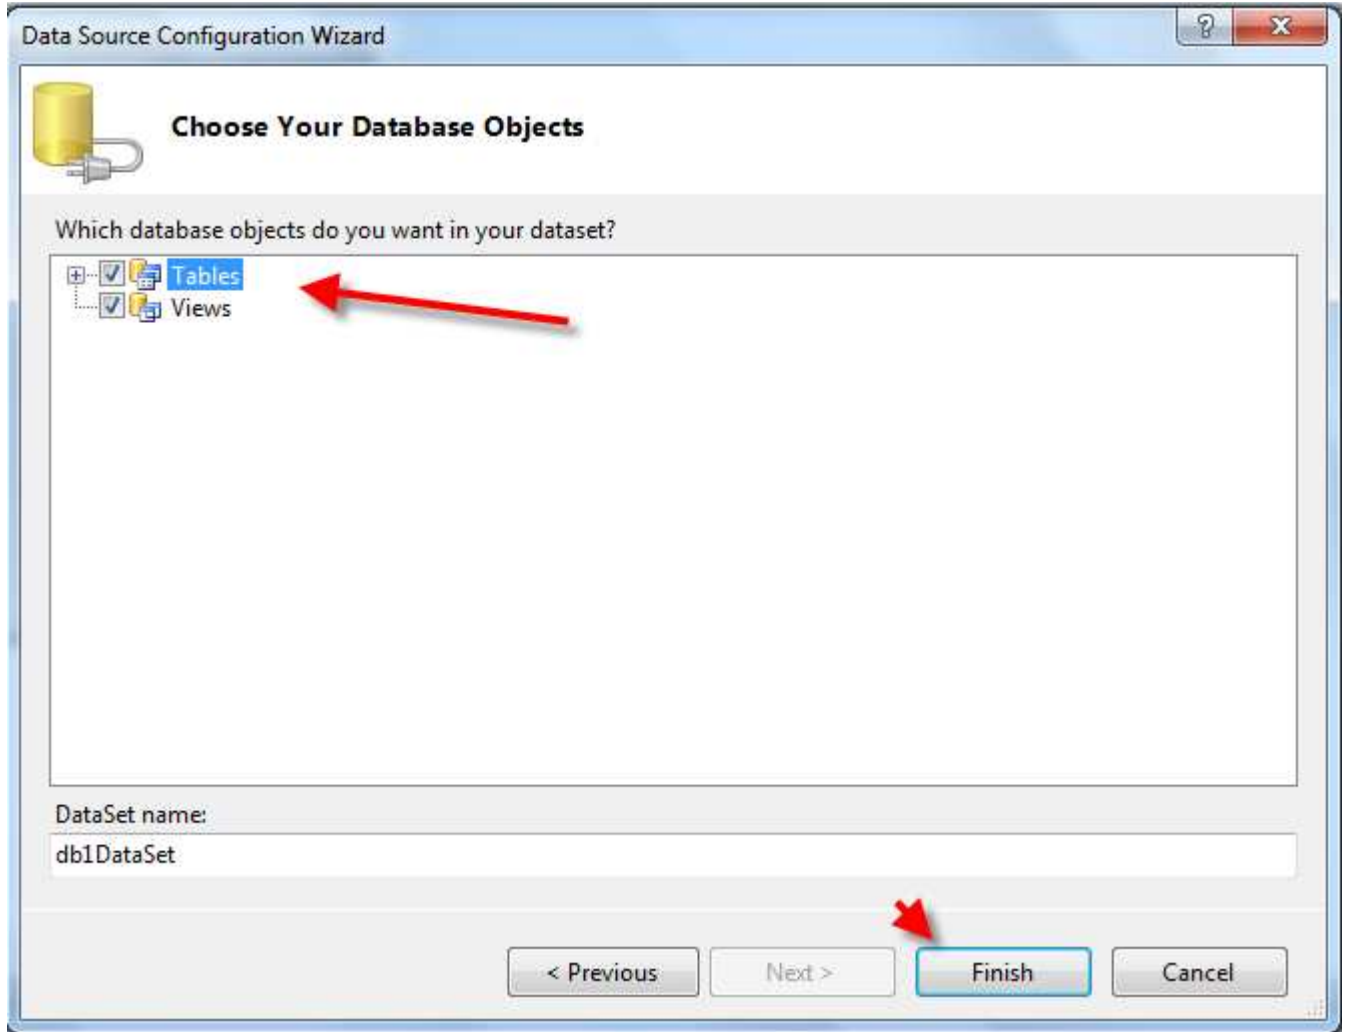 Data Source Configuration Wizard
Choose Your Database Objects
Which database objects do you want in your dataset?
Tables
Views
DataSet name:
db1DataSet
< Previous
Next >
Finish
Cancel